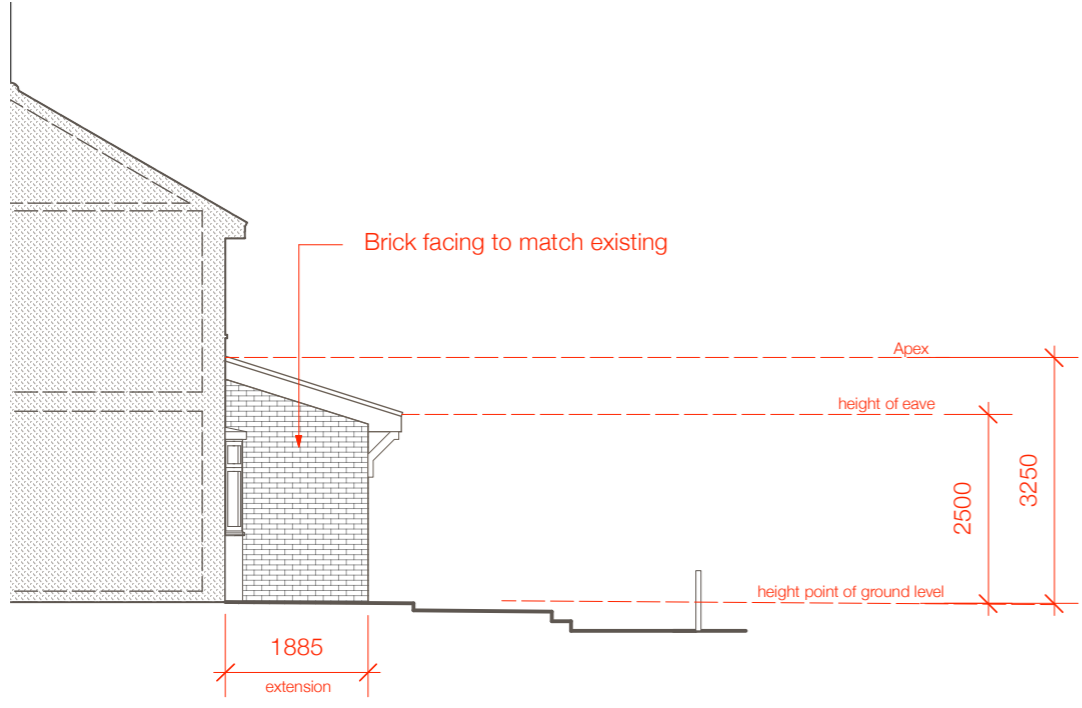 Brick facing to match existing
Apex
height of eave
2500
3250
height point of ground level
1885
extension